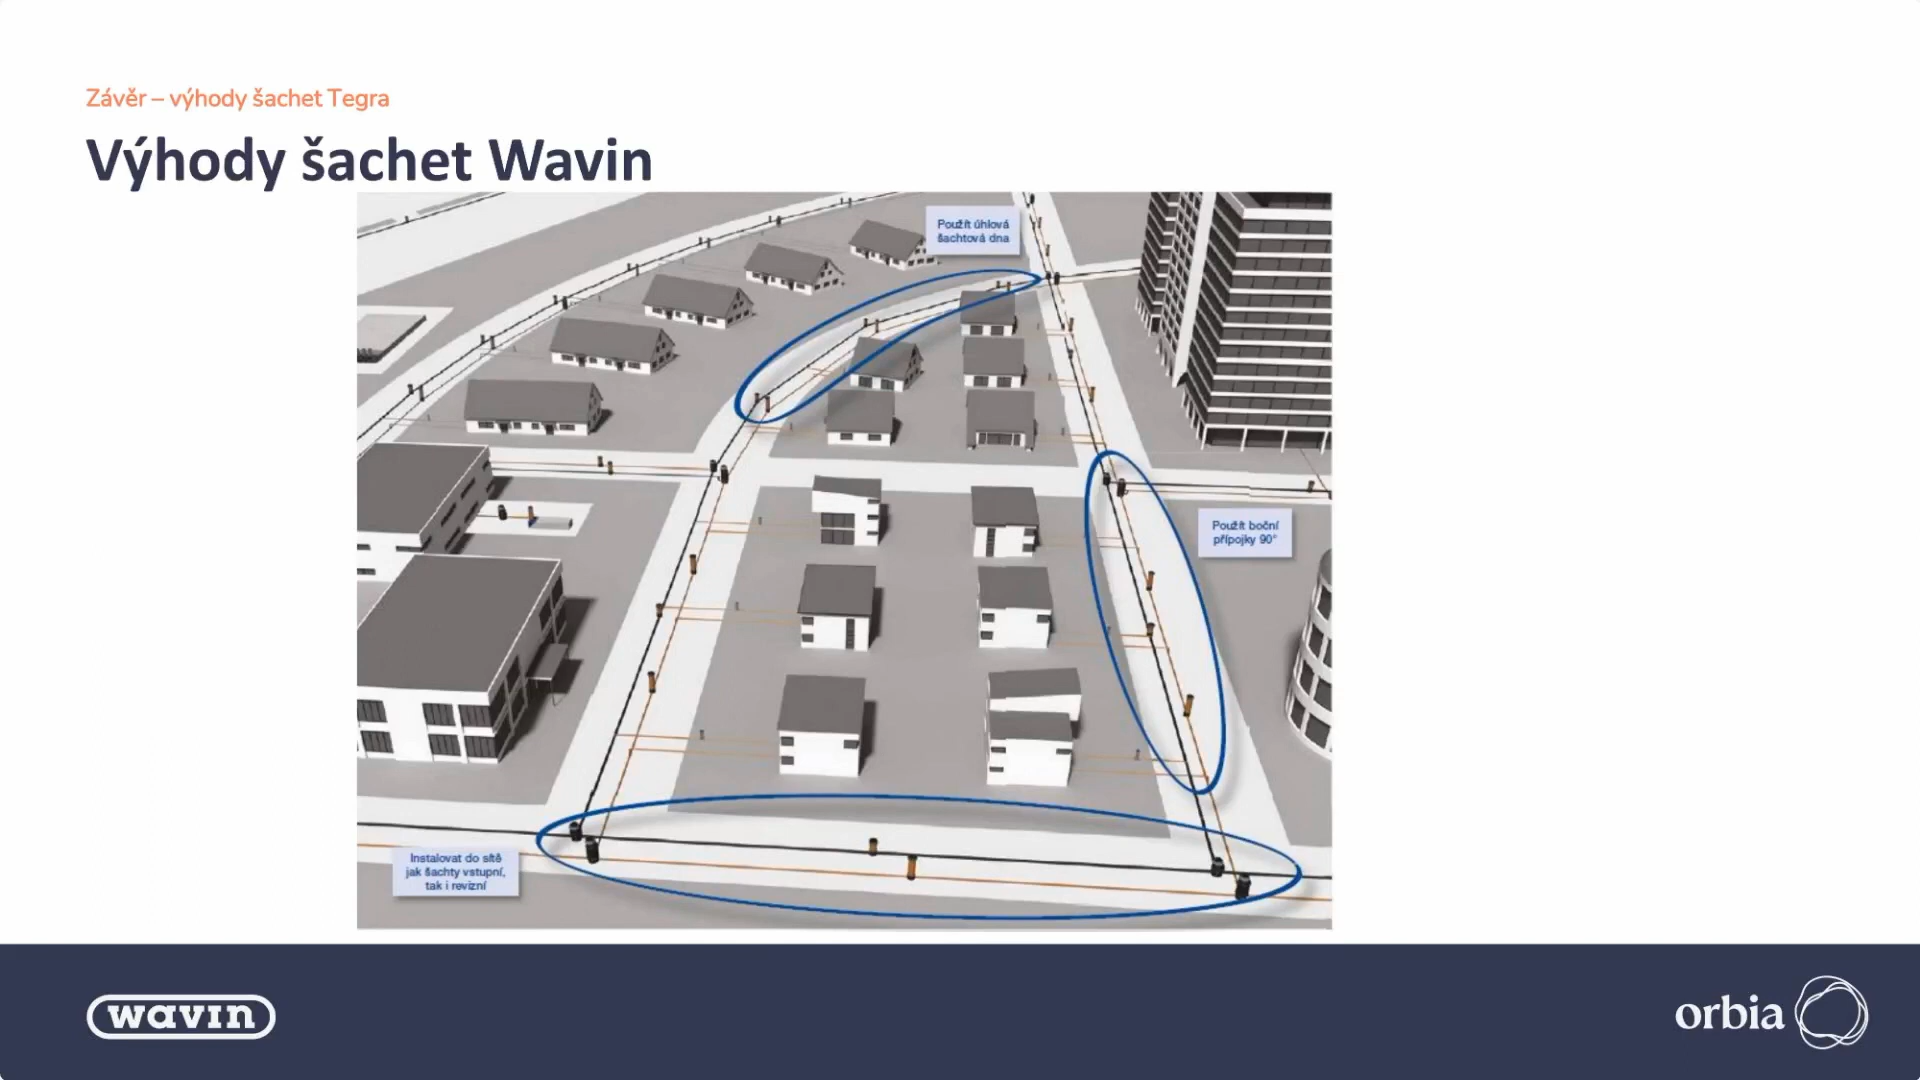 Závěr – výhody šachet Tegra
Výhody šachet Wavin
Použít úhlová
šachtová dna
Použít boční
přípojky 90°
Instalovat do sítě
jak šachty vstupní,
tak i revizní
wavin
orbia